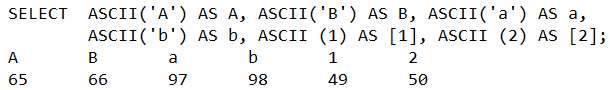 SELECT  ASCII('A') AS A, ASCII('B') AS B, ASCII('a') AS a,
        ASCII('b') AS b, ASCII (1) AS [1], ASCII (2) AS [2];
A       B       a       b       1       2
65      66      97      98      49      50